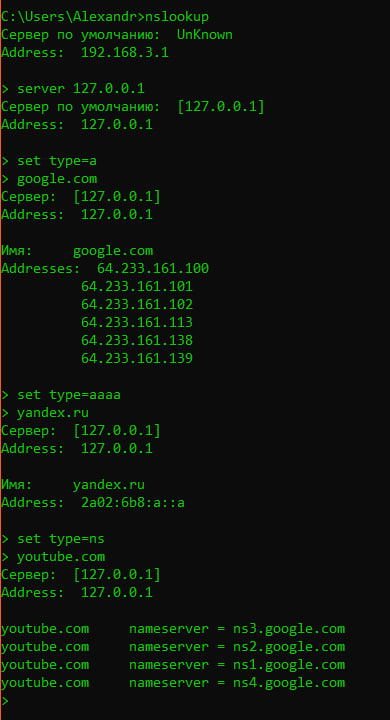 C:\Users\Alexandr>nslookup
Сервер по умолчанию:  UnKnown
Address:  192.168.3.1

> server 127.0.0.1
Сервер по умолчанию:  [127.0.0.1]
Address:  127.0.0.1

> set type=a
> google.com
Сервер:  [127.0.0.1]
Address:  127.0.0.1

Имя:     google.com
Addresses:  64.233.161.100
          64.233.161.101
          64.233.161.102
          64.233.161.113
          64.233.161.138
          64.233.161.139

> set type=aaaa
> yandex.ru
Сервер:  [127.0.0.1]
Address:  127.0.0.1

Имя:     yandex.ru
Address:  2a02:6b8:a::a

> set type=ns
> youtube.com
Сервер:  [127.0.0.1]
Address:  127.0.0.1

youtube.com     nameserver = ns3.google.com
youtube.com     nameserver = ns2.google.com
youtube.com     nameserver = ns1.google.com
youtube.com     nameserver = ns4.google.com
>